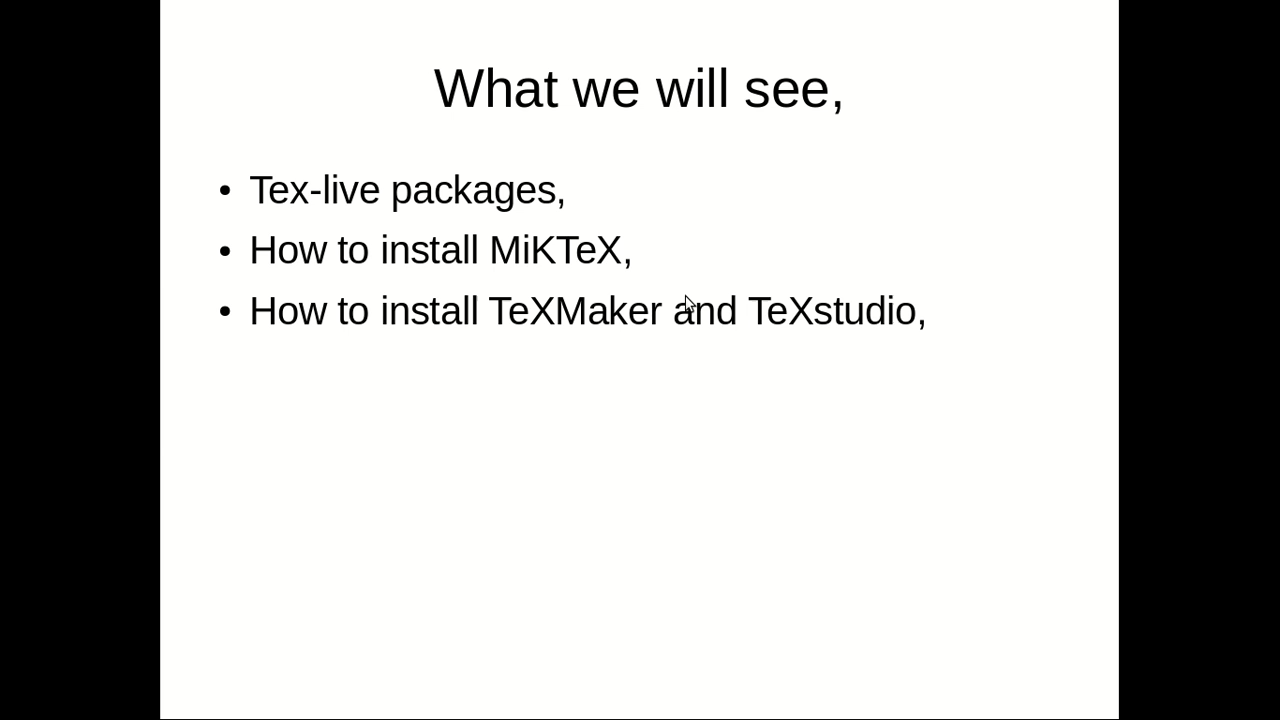 What we will see,
• Tex-live packages,
• How to install MiKTeX,
• How to install TeXMaker and TeXstudio,